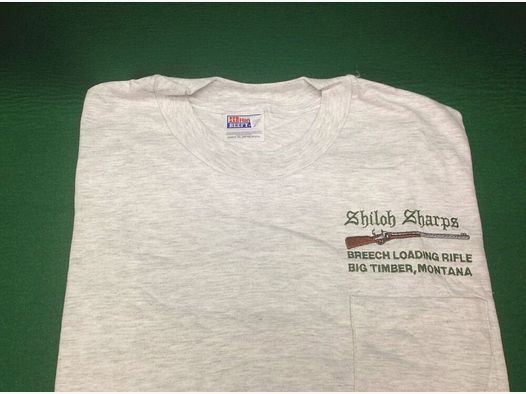 Shiloh Sharps
BREECH LOADING RIFLE
BIG TIMBER, MONTANA